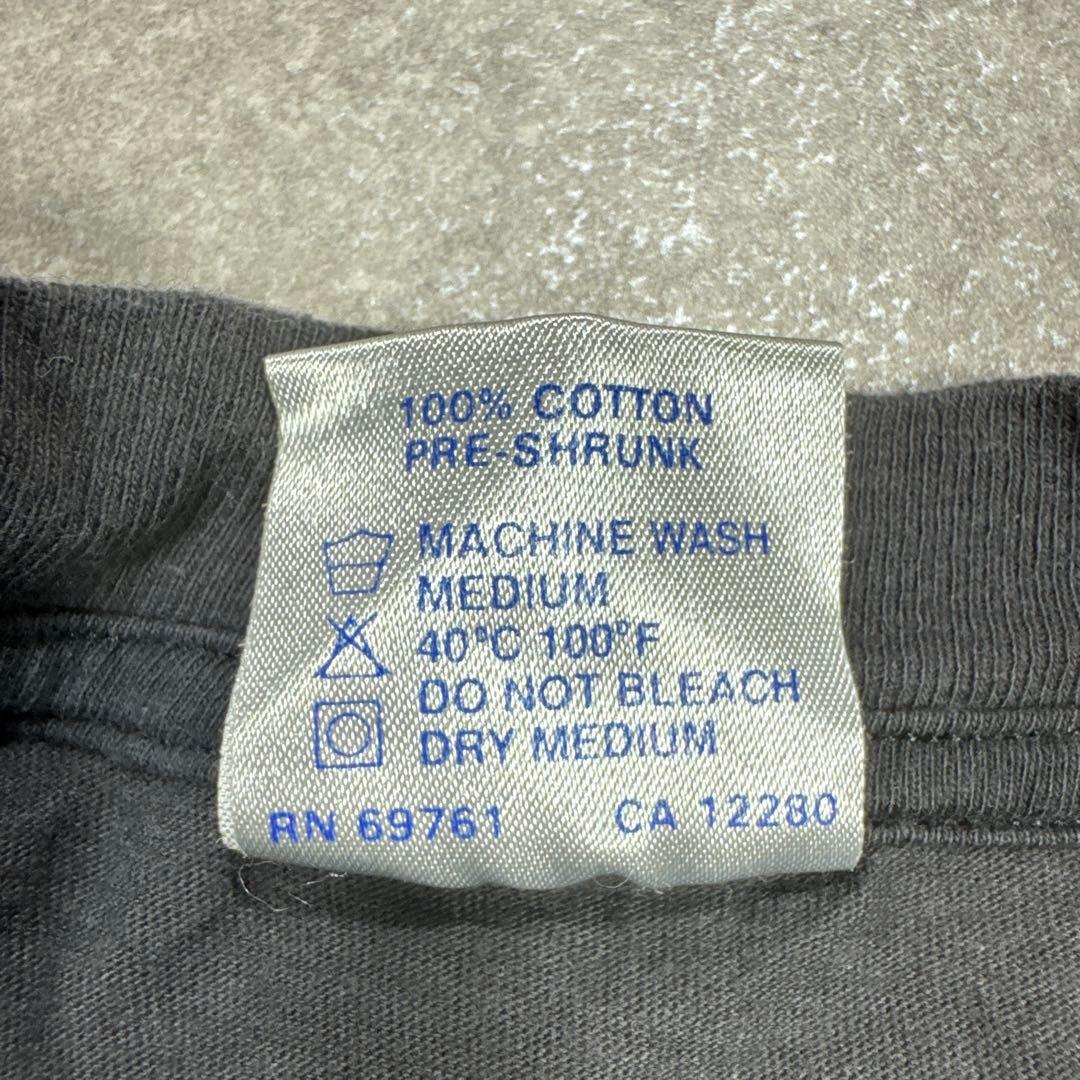 100% COTTON
PRE-SHRUNK
MACHINE WASH
MEDIUM
40°C 100°F
DO NOT BLEACH
DRY MEDIUM
RN 69761 CA 12280